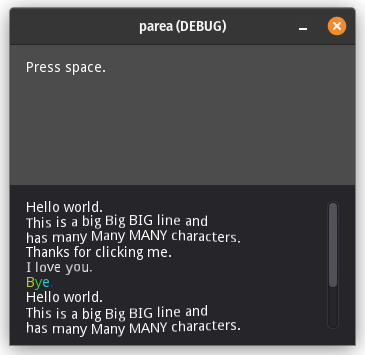 parea (DEBUG)
Press space.
Hello world.
This is a big Big BIG line and
has many Many MANY characters.
Thanks for clicking me.
I love you.
Bye.
Hello world.
This is a big Big BIG line and
has many Many MANY characters.